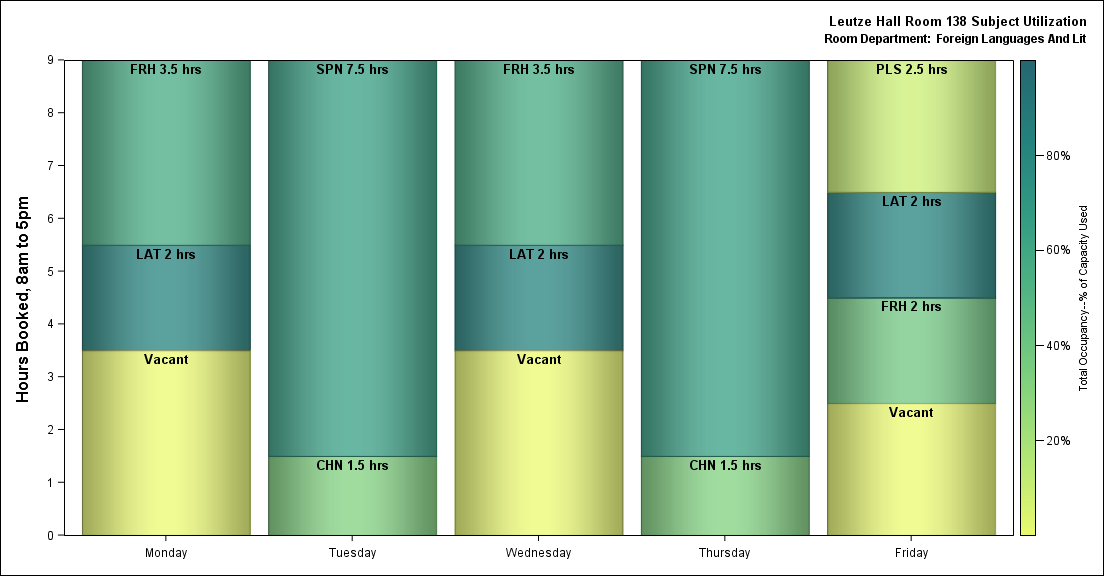 Leutze Hall Room 138 Subject Utilization
Room Department: Foreign Languages And Lit
Hours Booked, 8am to 5pm
9
8
7
6
5
4
3
2
1
0
FRH 3.5 hrs
LAT 2 hrs
Vacant
SPN 7.5 hrs
CHN 1.5 hrs
FRH 3.5 hrs
LAT 2 hrs
Vacant
SPN 7.5 hrs
CHN 1.5 hrs
PLS 2.5 hrs
LAT 2 hrs
FRH 2 hrs
Vacant
Monday
Tuesday
Wednesday
Thursday
Friday
80%
60%
40%
20%
Total Occupancy--% of Capacity Used